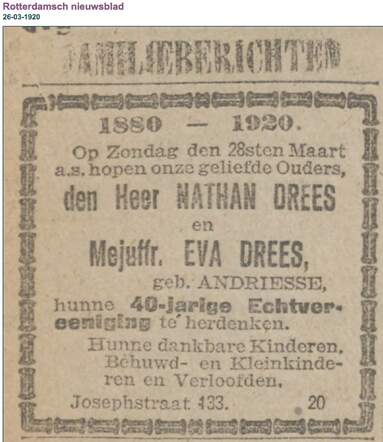 Rotterdamsch nieuwsblad
26-03-1920
FAMILIEBERICHTEN
1880 — 1920.
Op Zondag den 28sten Maart
a.s. hopen onze geliefde Ouders,
den Heer NATHAN DREES
en
Mejuffr. EVA DREES,
geb. ANDRIESSE,
hunne 40-jarige Echtver-
eeniging te herdenken.
Hunne dankbare Kinderen,
Behuwd- en Kleinkinde-
ren en Verloofden.
Josephstraat 433. 20